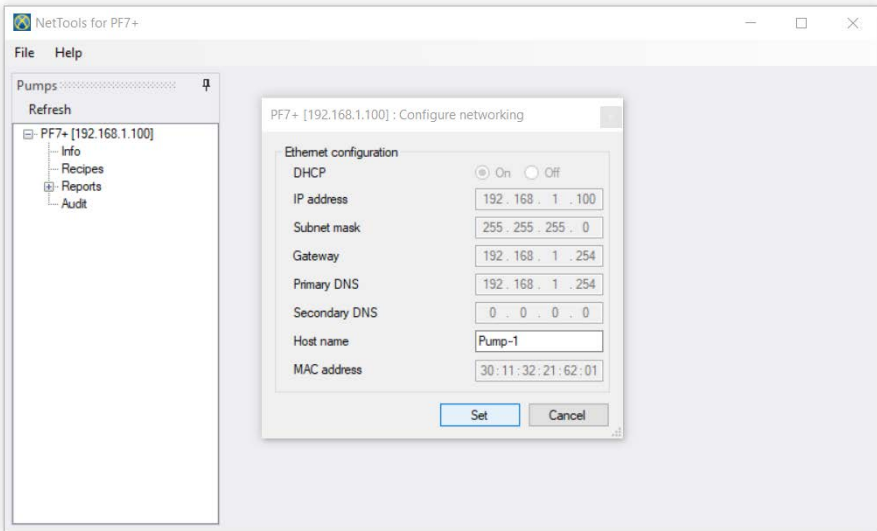 NetTools for PF7+
File Help
Pumps
Refresh
PF7+ [192.168.1.100]
Info
Recipes
Reports
Audit
PF7+ [192.168.1.100] : Configure networking
Ethernet configuration
DHCP On Off
IP address 192 . 168 . 1 . 100
Subnet mask 255 . 255 . 255 . 0
Gateway 192 . 168 . 1 . 254
Primary DNS 192 . 168 . 1 . 254
Secondary DNS 0 . 0 . 0 . 0
Host name Pump-1
MAC address 30 : 11 : 32 : 21 : 62 : 01
Set Cancel